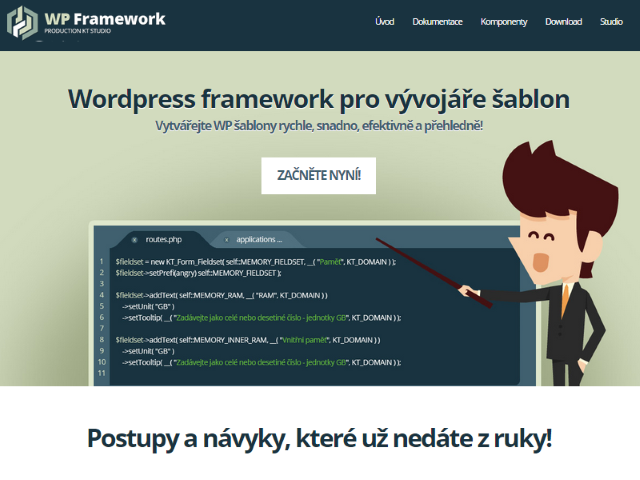 WP Framework
PRODUCTION KT STUDIO
Úvod Dokumentace Komponenty Download Studio
Wordpress framework pro vývojáře šablon
Vytvářejte WP šablony rychle, snadno, efektivně a přehledně!
ZAČNĚTE NYNÍ!
routes.php applications ...
1 $fieldset = new KT_Form_Fieldset( self::MEMORY_FIELDSET, __( "Paměť", KT_DOMAIN ) );
2 $fieldset->setPrefi(angry) self::MEMORY_FIELDSET );
3
4 $fieldset->addText( self::MEMORY_RAM, __( "RAM", KT_DOMAIN ) )
5 ->setUnit( "GB" )
6 ->setTooltip( __( "Zadávejte jako celé nebo desetiné číslo - jednotky GB", KT_DOMAIN ) );
7
8 $fieldset->addText( self::MEMORY_INNER_RAM, __( "Vnitřní paměť", KT_DOMAIN ) )
9 ->setUnit( "GB" )
10 ->setTooltip( __( "Zadávejte jako celé nebo desetiné číslo - jednotky GB", KT_DOMAIN ) );
11
Postupy a návyky, které už nedáte z ruky!